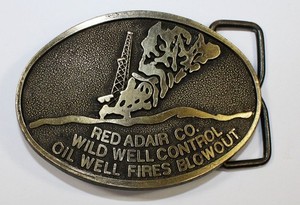 RED ADAIR CO.
WILD WELL CONTROL
OIL WELL FIRES BLOWOUT